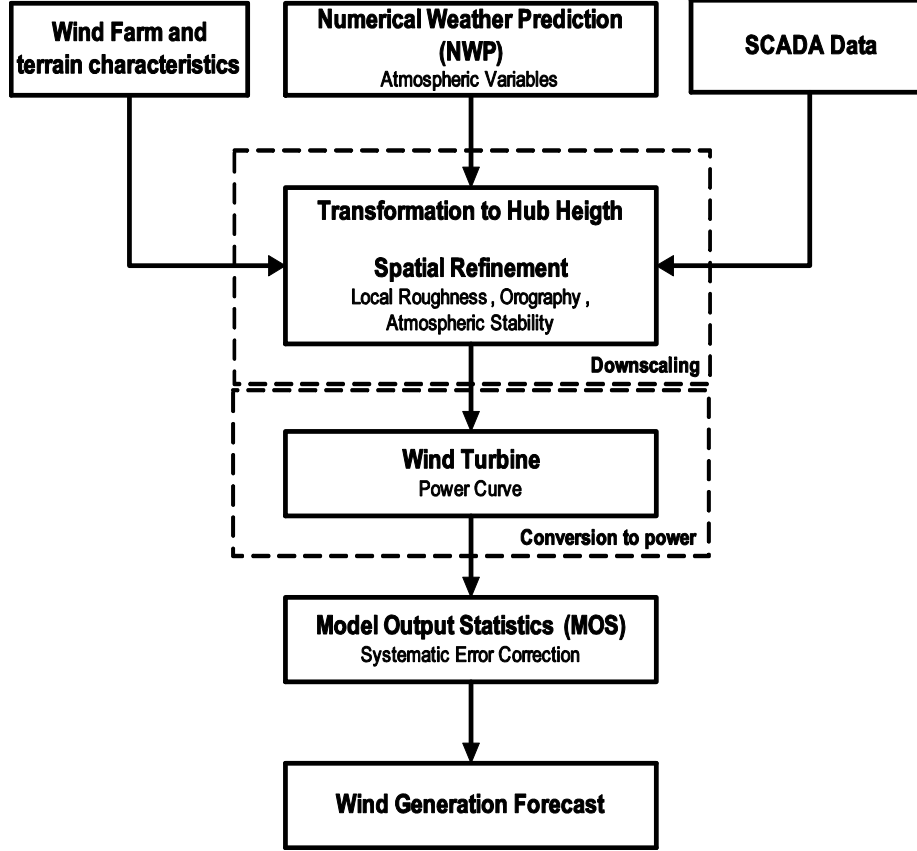 Wind Farm and
terrain characteristics
Numerical Weather Prediction
(NWP)
Atmospheric Variables
SCADA Data
Transformation to Hub Heigth
Spatial Refinement
Local Roughness , Orography ,
Atmospheric Stability
Downscaling
Wind Turbine
Power Curve
Conversion to power
Model Output Statistics (MOS)
Systematic Error Correction
Wind Generation Forecast